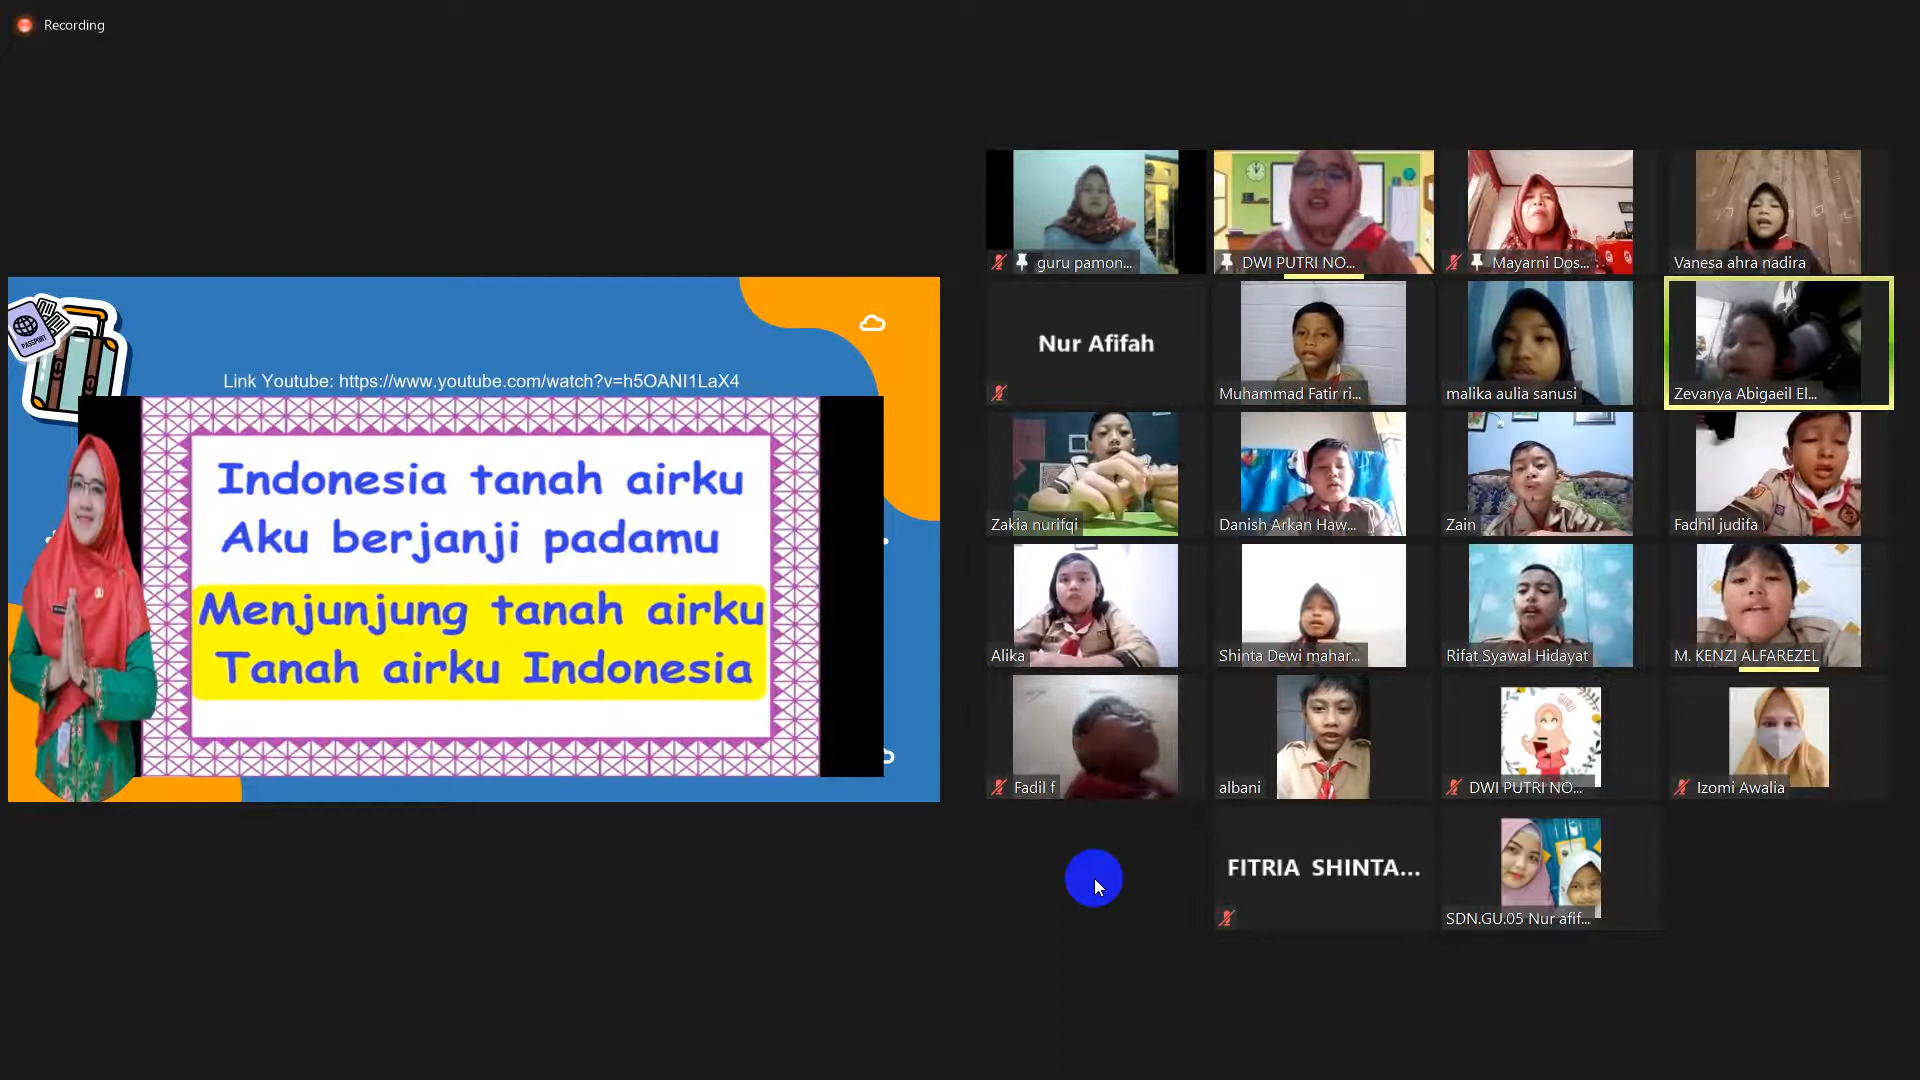 Recording
PASSPORT
Link Youtube: https://www.youtube.com/watch?v=h5OANI1LaX4
Indonesia tanah airku
Aku berjanji padamu
Menjunjung tanah airku
Tanah airku Indonesia
guru pamon...
DWI PUTRI NO...
Mayarni Dos...
Vanesa ahra nadira
Nur Afifah
Muhammad Fatir ri...
malika aulia sanusi
Zevanya Abigaeil El...
Zakia nurifqi
Danish Arkan Haw...
Zain
Fadhil judifa
Alika
Shinta Dewi mahar...
Rifat Syawal Hidayat
M. KENZI ALFAREZEL
Fadil f
albani
DWI PUTRI NO...
Izomi Awalia
FITRIA SHINTA...
SDN.GU.05 Nur afif...